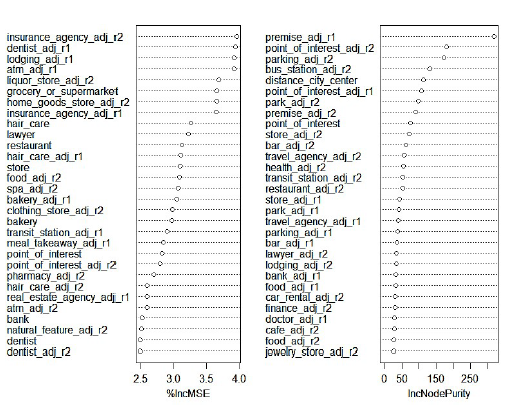 insurance_agency_adj_r2
dentist_adj_r1
lodging_adj_r1
atm_adj_r1
liquor_store_adj_r2
grocery_or_supermarket
home_goods_store_adj_r2
insurance_agency_adj_r1
hair_care
lawyer
restaurant
hair_care_adj_r1
store
food_adj_r2
spa_adj_r2
bakery_adj_r1
clothing_store_adj_r2
bakery
transit_station_adj_r1
meal_takeaway_adj_r1
point_of_interest
point_of_interest_adj_r2
pharmacy_adj_r2
hair_care_adj_r2
real_estate_agency_adj_r1
atm_adj_r2
bank
natural_feature_adj_r2
dentist
dentist_adj_r2
2.5 3.0 3.5 4.0
%IncMSE
premise_adj_r1
point_of_interest_adj_r2
parking_adj_r2
bus_station_adj_r2
distance_city_center
point_of_interest_adj_r1
park_adj_r2
premise_adj_r2
point_of_interest
store_adj_r2
bar_adj_r2
travel_agency_adj_r2
health_adj_r2
transit_station_adj_r2
restaurant_adj_r2
store_adj_r1
park_adj_r1
travel_agency_adj_r1
parking_adj_r1
bar_adj_r1
lawyer_adj_r2
lodging_adj_r2
bank_adj_r1
food_adj_r1
car_rental_adj_r2
finance_adj_r2
doctor_adj_r1
cafe_adj_r2
food_adj_r2
jewelry_store_adj_r2
0 50 150 250
IncNodePurity